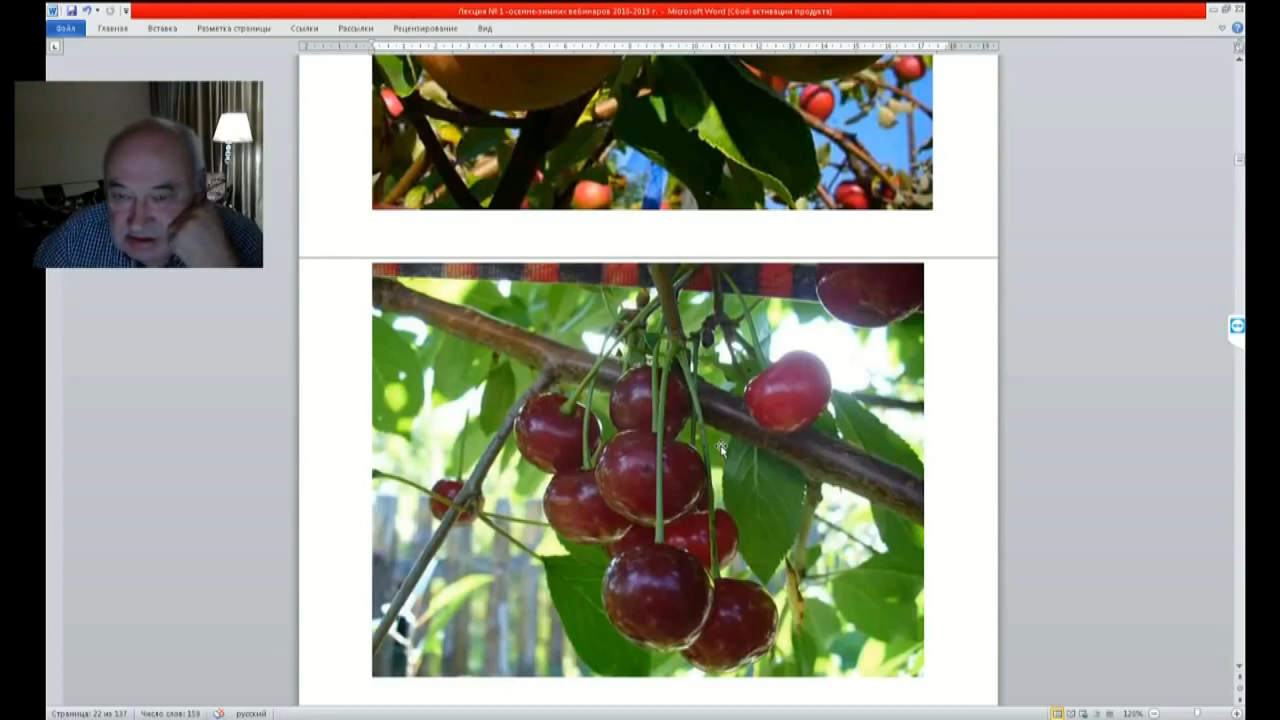 Лекция № 1 -осенне-зимних вебинаров 2018-2019 г. - Microsoft Word (Сбой активации продукта)
Файл Главная Вставка Разметка страницы Ссылки Рассылки Рецензирование Вид
Страница: 22 из 137 Число слов: 159 русский 120%